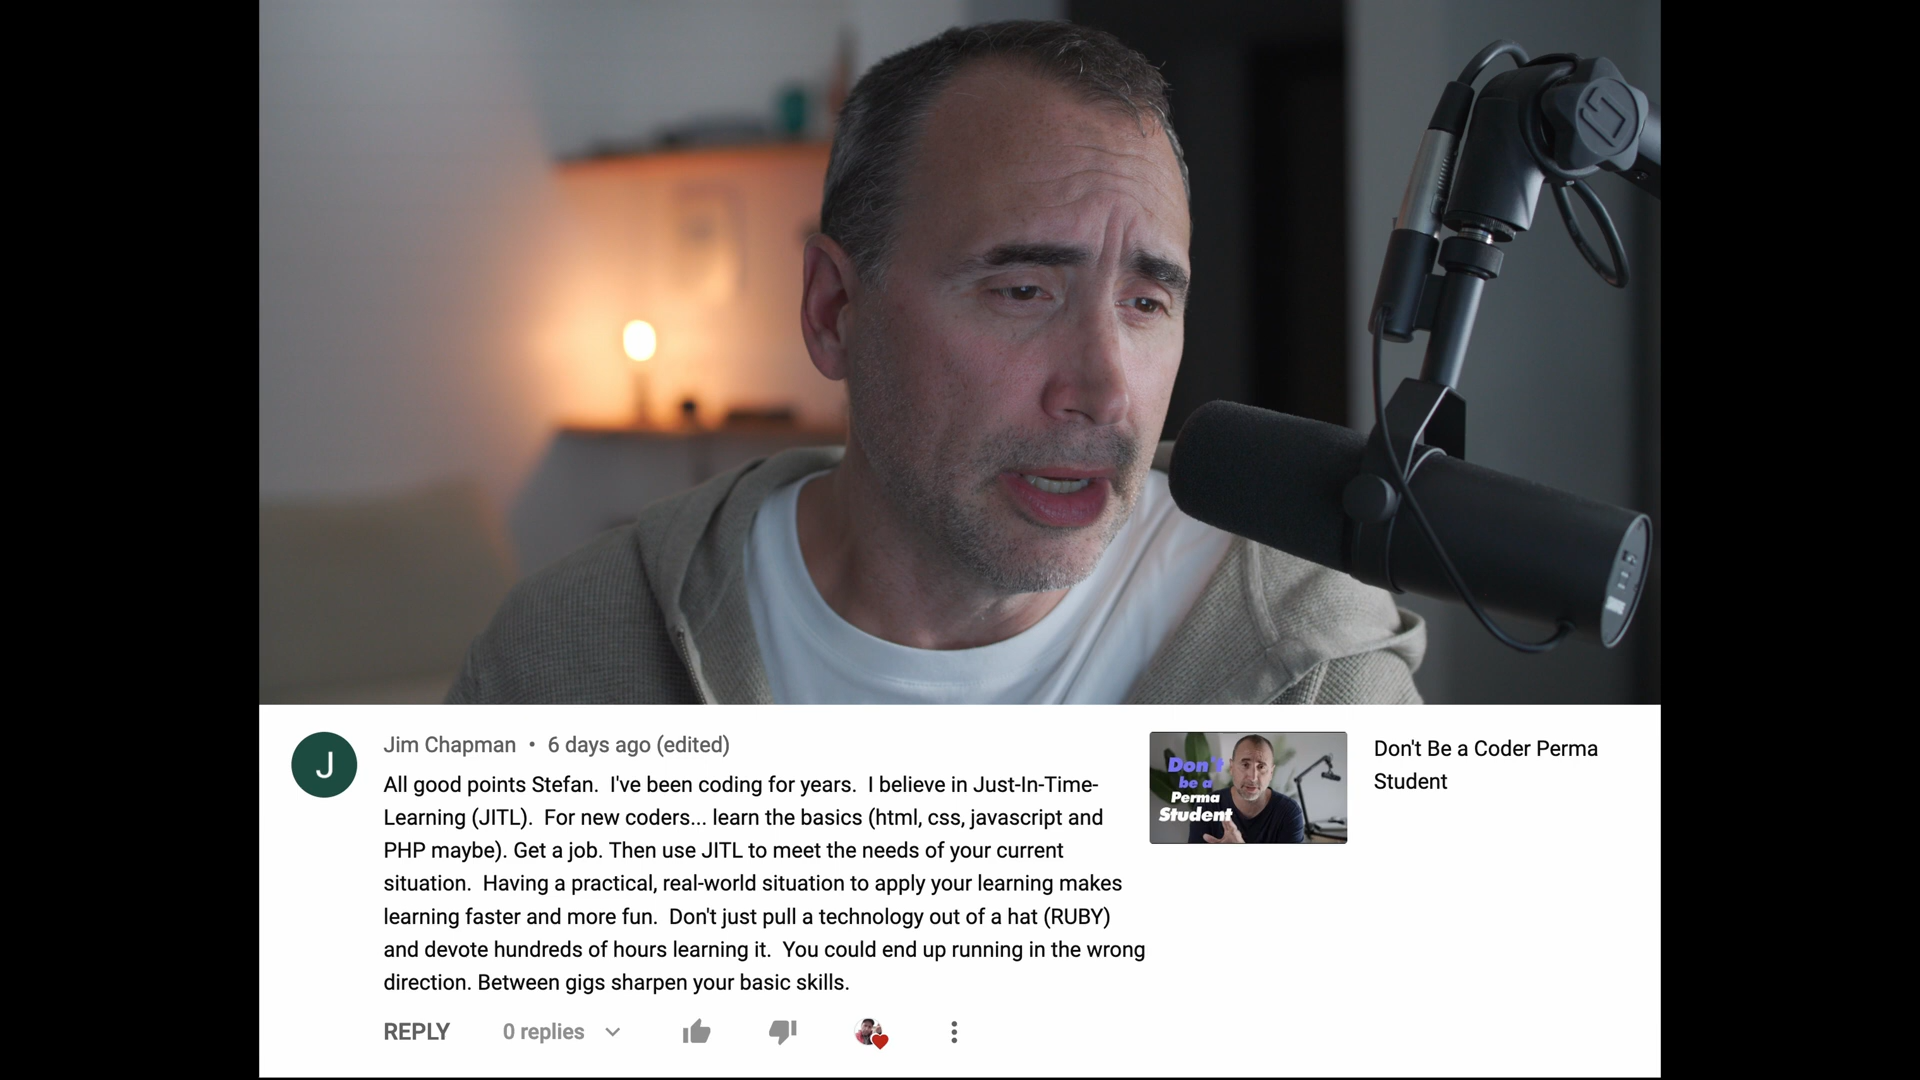 Jim Chapman • 6 days ago (edited)
All good points Stefan.  I've been coding for years.  I believe in Just-In-Time-
Learning (JITL).  For new coders... learn the basics (html, css, javascript and
PHP maybe). Get a job. Then use JITL to meet the needs of your current
situation.  Having a practical, real-world situation to apply your learning makes
learning faster and more fun.  Don't just pull a technology out of a hat (RUBY)
and devote hundreds of hours learning it.  You could end up running in the wrong
direction. Between gigs sharpen your basic skills.
REPLY 0 replies
J
Don't
be a
Perma
Student
Don't Be a Coder Perma
Student